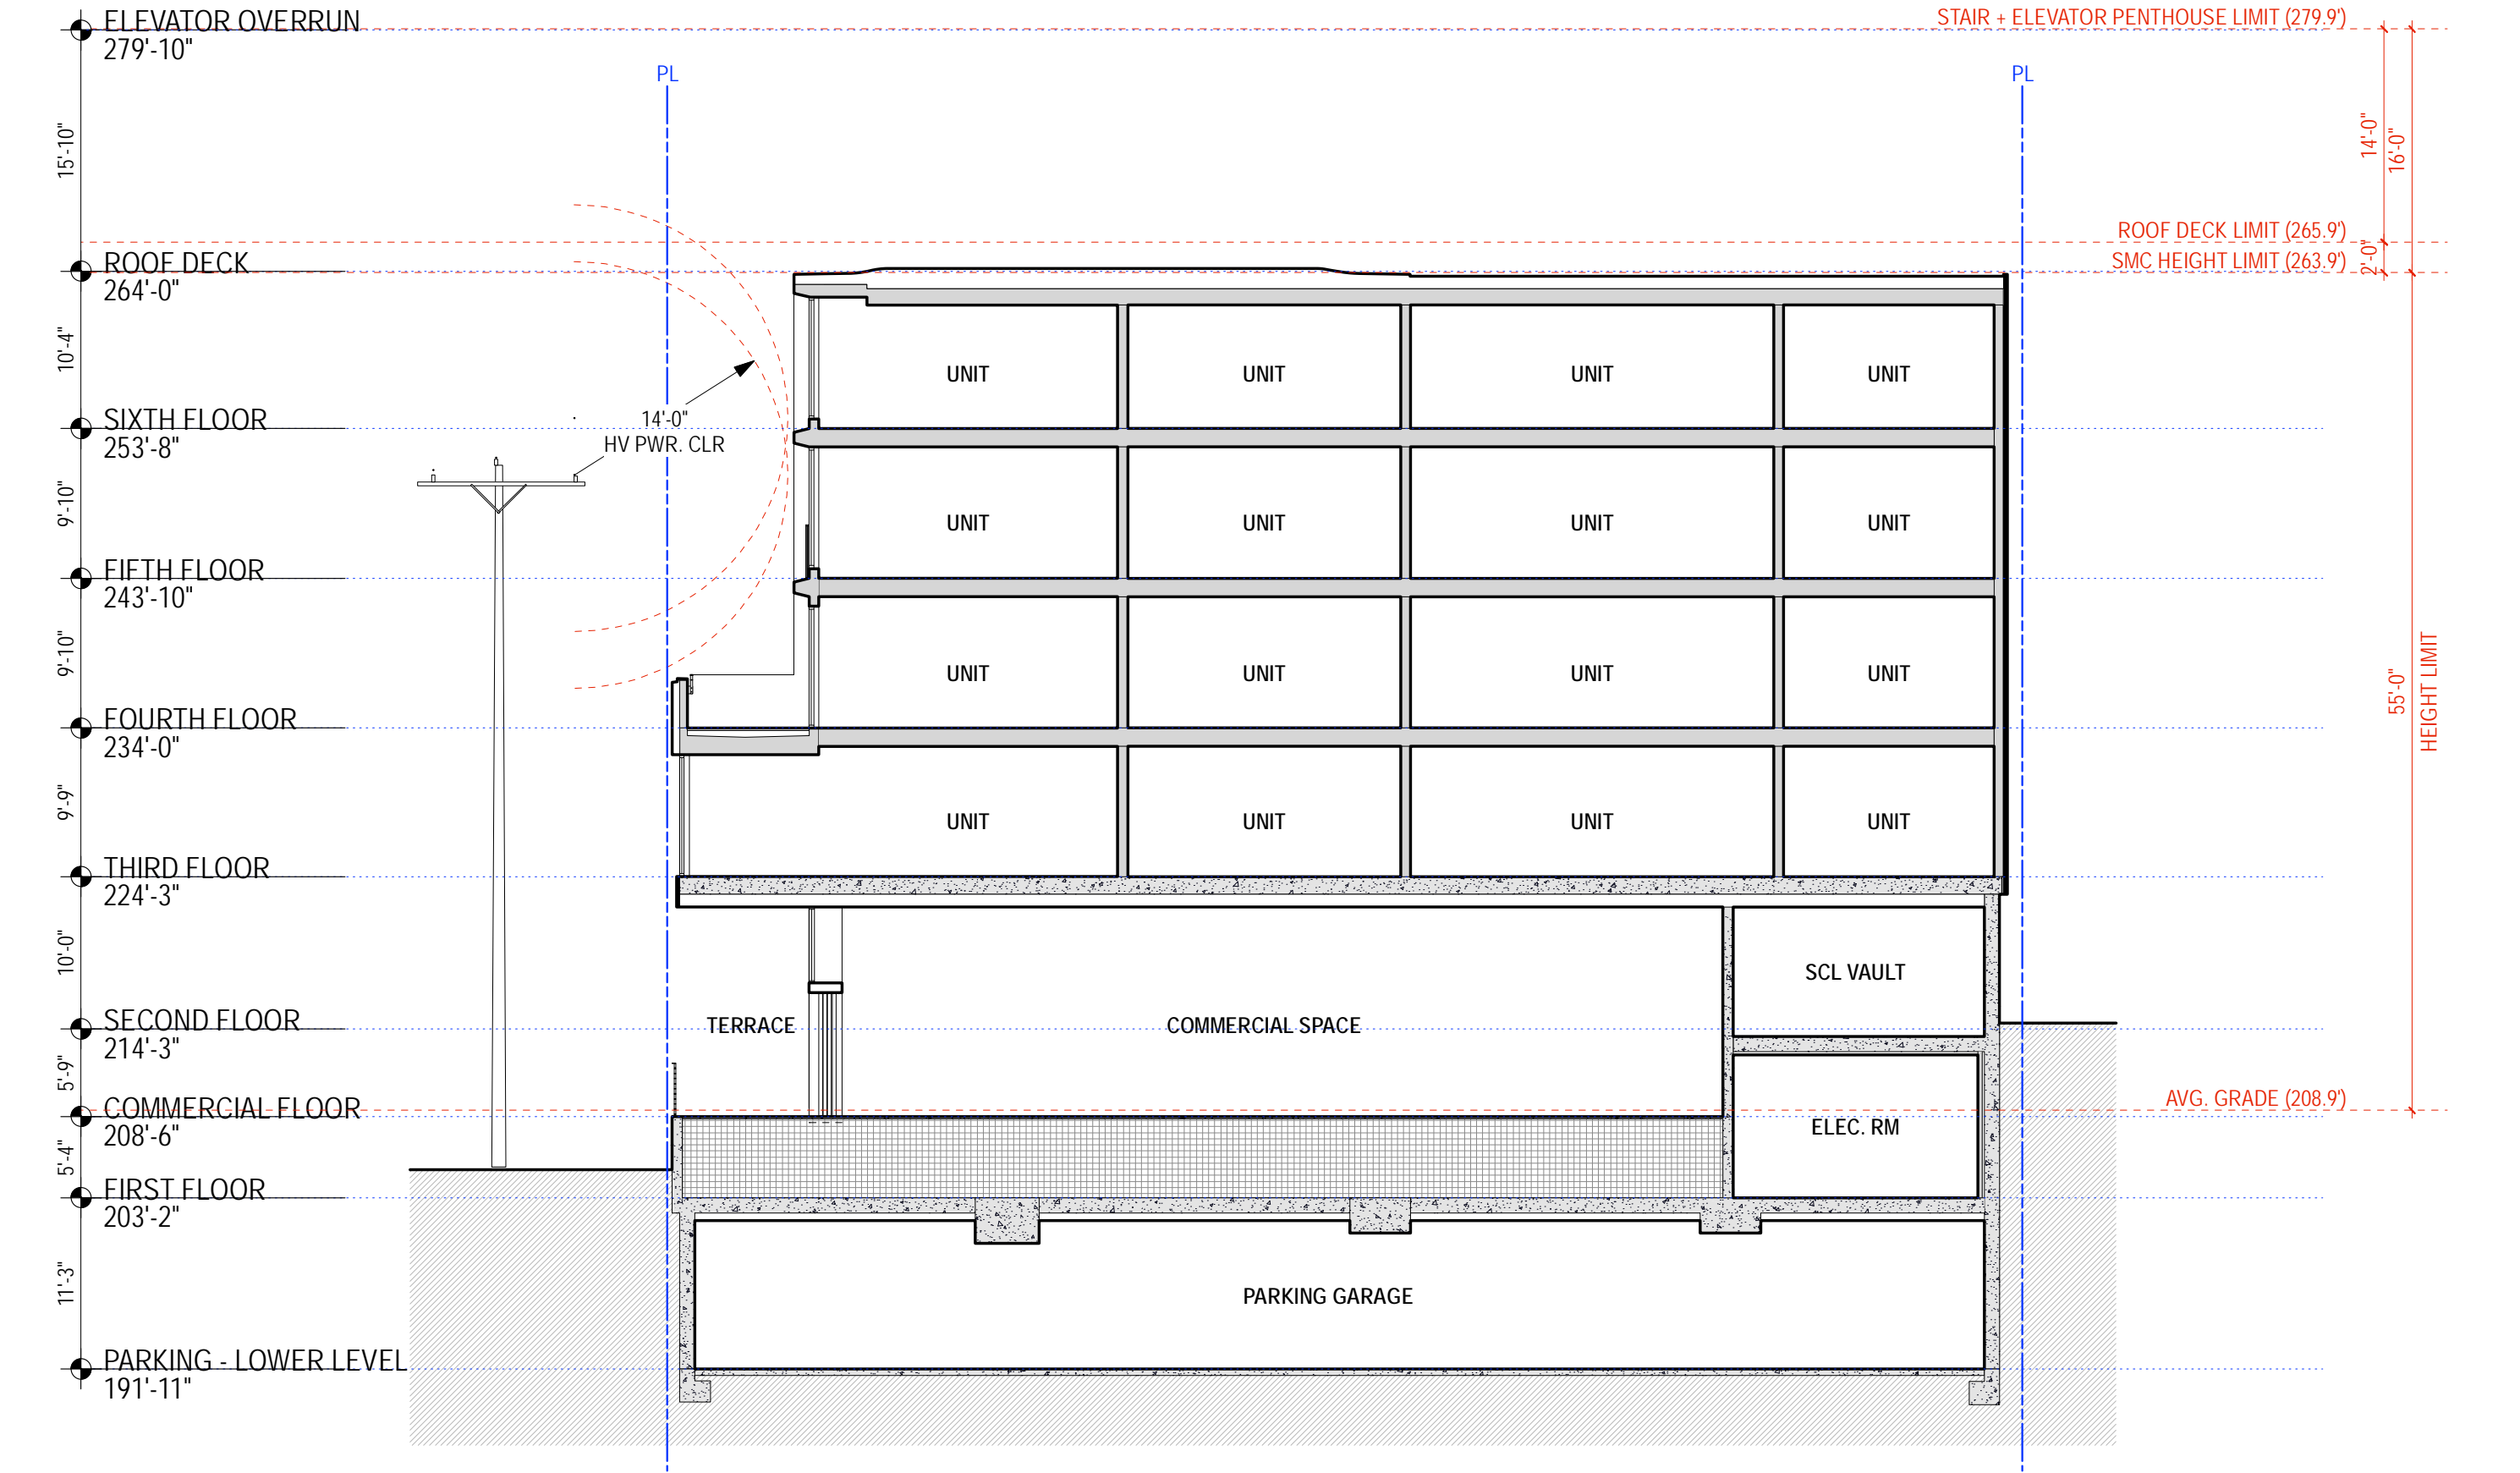 ELEVATOR OVERRUN
279'-10"
STAIR + ELEVATOR PENTHOUSE LIMIT (279.9')
PL
PL
15'-10"
14'-0"
16'-0"
ROOF DECK LIMIT (265.9')
ROOF DECK
264'-0"
SMC HEIGHT LIMIT (263.9')
2'-0"
10'-4"
UNIT
UNIT
UNIT
UNIT
SIXTH FLOOR
253'-8"
14'-0"
HV PWR. CLR
9'-10"
UNIT
UNIT
UNIT
UNIT
FIFTH FLOOR
243'-10"
9'-10"
UNIT
UNIT
UNIT
UNIT
55'-0"
HEIGHT LIMIT
FOURTH FLOOR
234'-0"
9'-9"
UNIT
UNIT
UNIT
UNIT
THIRD FLOOR
224'-3"
10'-0"
SCL VAULT
SECOND FLOOR
214'-3"
TERRACE
COMMERCIAL SPACE
5'-9"
COMMERCIAL FLOOR
208'-6"
AVG. GRADE (208.9')
ELEC. RM
5'-4"
FIRST FLOOR
203'-2"
11'-3"
PARKING GARAGE
PARKING - LOWER LEVEL
191'-11"